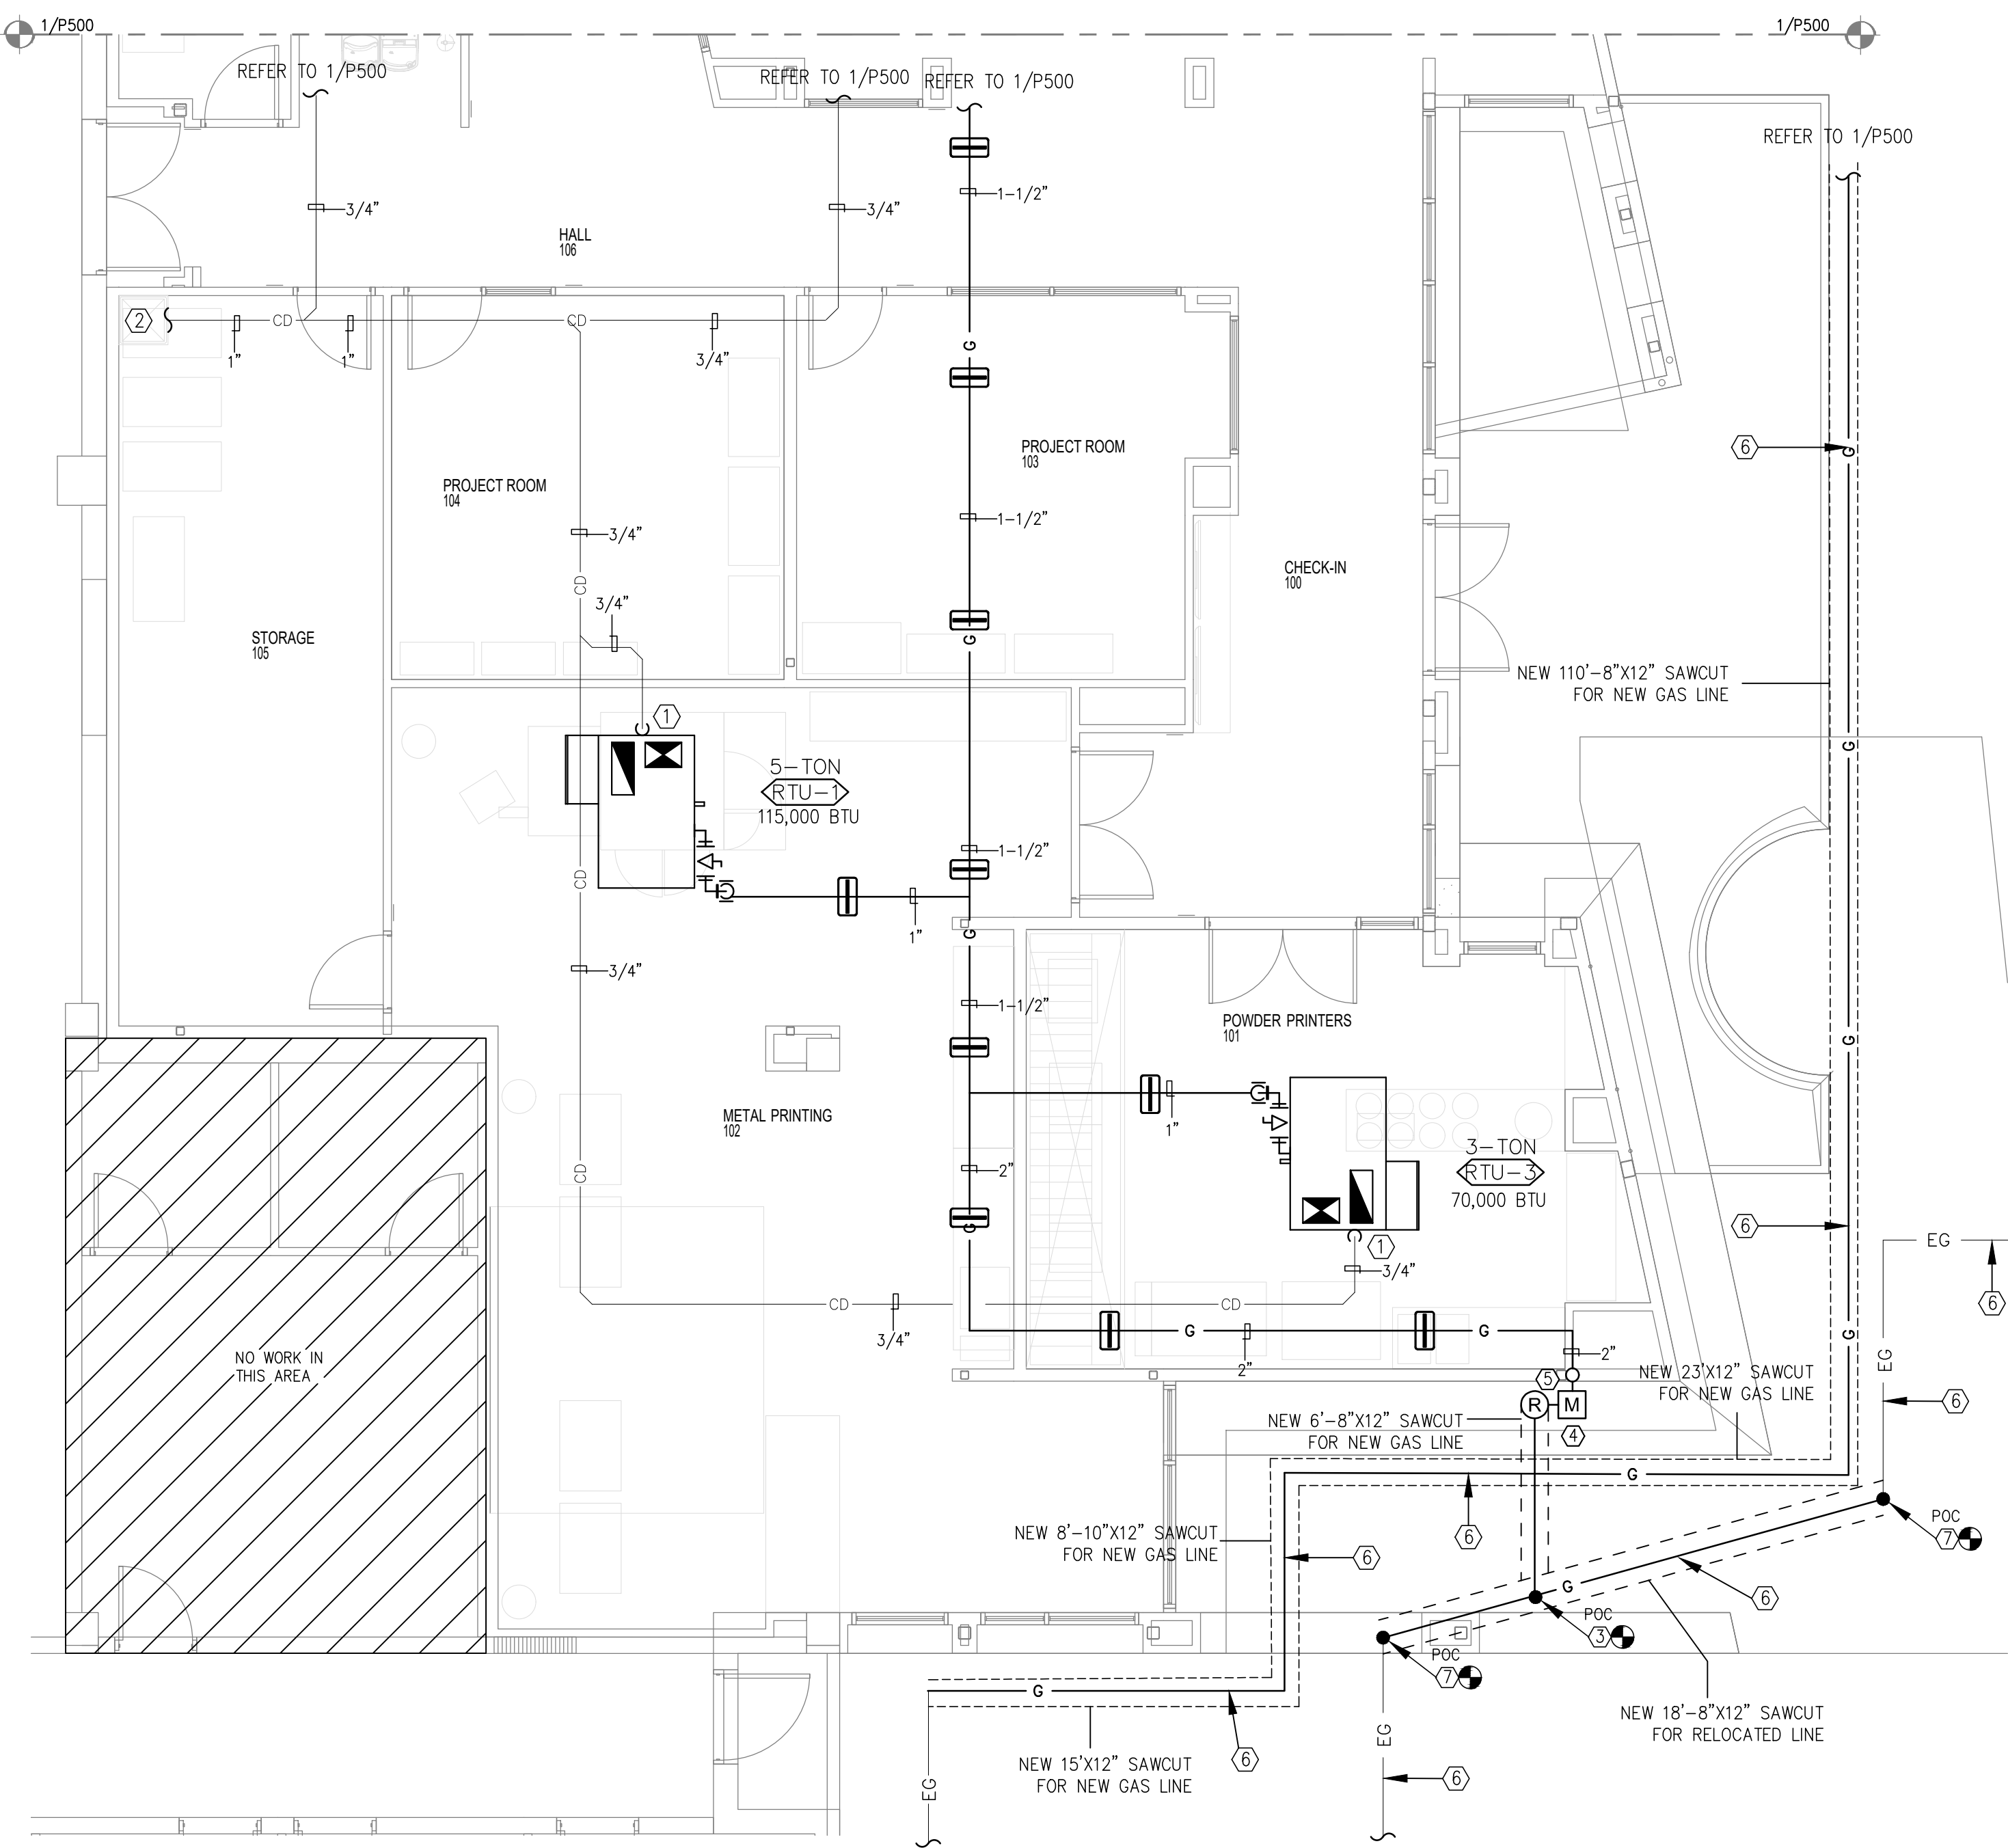 1/P500
1/P500
REFER TO 1/P500
REFER TO 1/P500
REFER TO 1/P500
REFER TO 1/P500
3/4"
3/4"
1-1/2"
HALL
106
2
CD
CD
1"
1"
3/4"
G
6
G
PROJECT ROOM
103
PROJECT ROOM
104
1-1/2"
3/4"
CHECK-IN
100
CD
3/4"
STORAGE
105
G
NEW 110'-8"X12" SAWCUT
FOR NEW GAS LINE
1
5-TON
RTU-1
115,000 BTU
G
1-1/2"
CD
1"
G
3/4"
1-1/2"
POWDER PRINTERS
101
G
METAL PRINTING
102
1"
2"
CD
3-TON
RTU-3
70,000 BTU
G
6
EG
1
3/4"
6
CD
CD
3/4"
G
G
G
2"
2"
EG
NO WORK IN
THIS AREA
5
NEW 23'X12" SAWCUT
FOR NEW GAS LINE
6
R
M
NEW 6'-8"X12" SAWCUT
FOR NEW GAS LINE
4
G
6
NEW 8'-10"X12" SAWCUT
FOR NEW GAS LINE
6
POC
7
G
6
POC
3
POC
7
G
6
NEW 18'-8"X12" SAWCUT
FOR RELOCATED LINE
EG
NEW 15'X12" SAWCUT
FOR NEW GAS LINE
EG
6